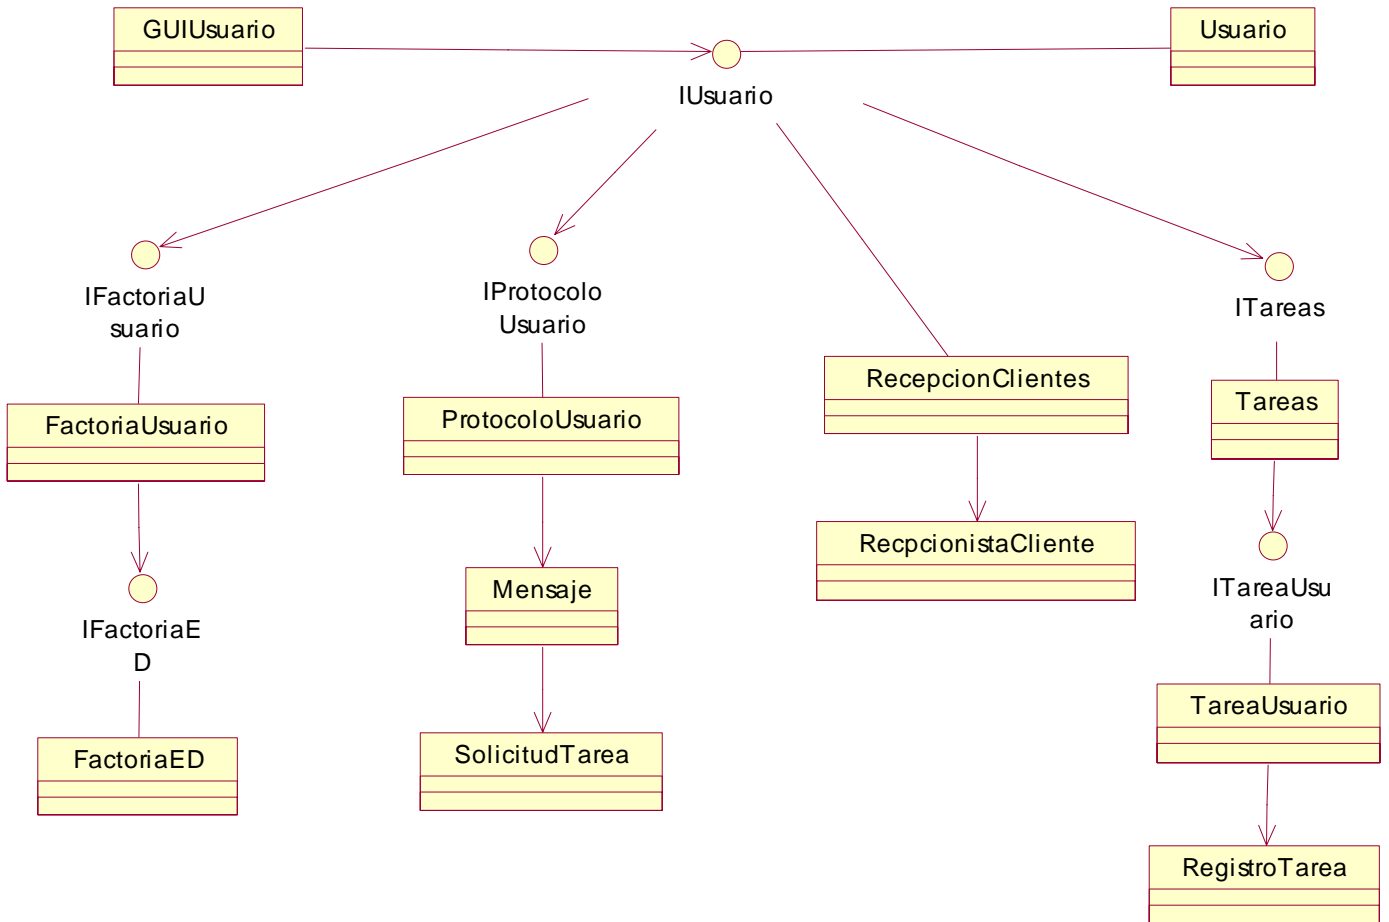 GUIUsuario
Usuario
IUsuario
IFactoriaU
suario
IProtocolo
Usuario
ITareas
RecepcionClientes
Tareas
FactoriaUsuario
ProtocoloUsuario
RecpcionistaCliente
Mensaje
ITareaUsu
ario
IFactoriaE
D
TareaUsuario
FactoriaED
SolicitudTarea
RegistroTarea